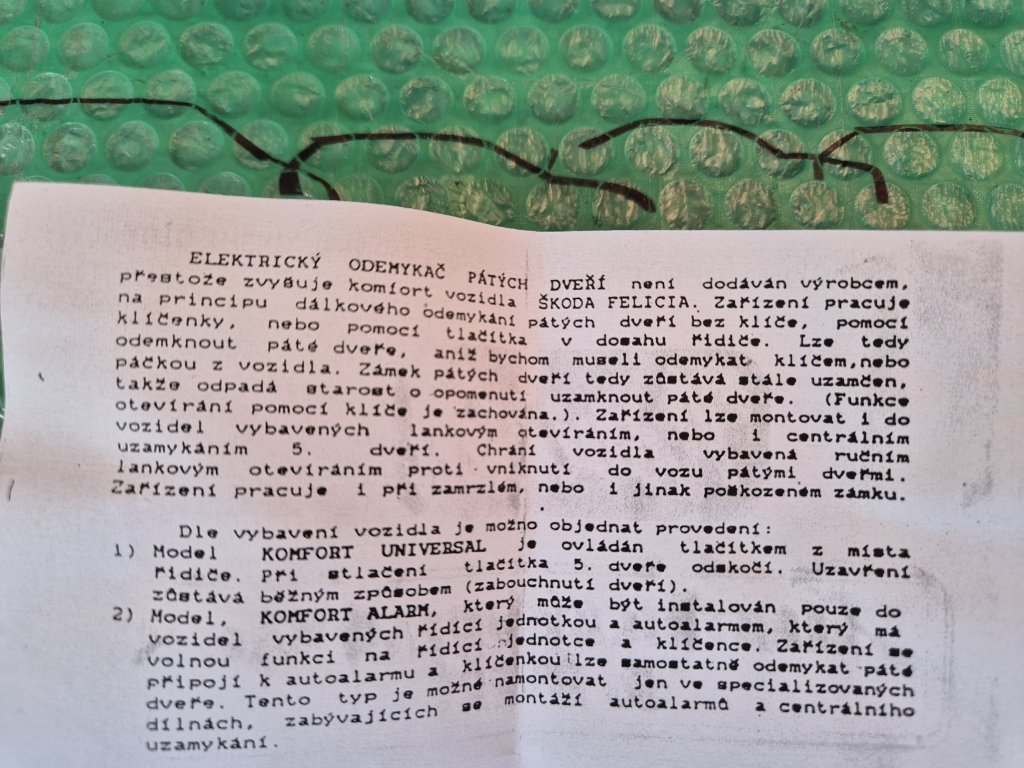 ELEKTRICKÝ ODEMYKAČ PÁTÝCH DVEŘÍ není dodáván výrobcem,
přestože zvyšuje komfort vozidla ŠKODA FELICIA. Zařízení pracuje
na principu dálkového odemykání pátých dveří bez klíče, pomocí
klíčenky, nebo pomocí tlačítka v dosahu řidiče. Lze tedy
odemknout páté dveře, aniž bychom museli odemykat klíčem,nebo
páčkou z vozidla. Zámek pátých dveří tedy zůstává stále uzamčen,
takže odpadá starost o opomenutí uzamknout páté dveře. (Funkce
otevírání pomocí klíče je zachována.). Zařízení lze montovat i do
vozidel vybavených lankovým otevíráním, nebo i centrálním
uzamykáním 5. dveří. Chrání vozidla vybavená ručním
lankovým otevíráním proti vniknutí do vozu pátými dveřmi.
Zařízení pracuje i při zamrzlém, nebo i jinak poškozeném zámku.
Dle vybavení vozidla je možno objednat provedení:
1) Model KOMFORT UNIVERSAL je ovládán tlačítkem z místa
řidiče. Při stlačení tlačítka 5. dveře odskočí. Uzavření
zůstává běžným způsobem (zabouchnutí dveří).
2) Model, KOMFORT ALARM, který může být instalován pouze do
vozidel vybavených řídící jednotkou a autoalarmem, který má
volnou funkci na řídící jednotce a klíčence. Zařízení se
připojí k autoalarmu a klíčenkou lze samostatně odemykat páté
dveře. Tento typ je možné namontovat jen ve specializovaných
dílnách, zabývajících se montáží autoalarmů a centrálního
uzamykání.